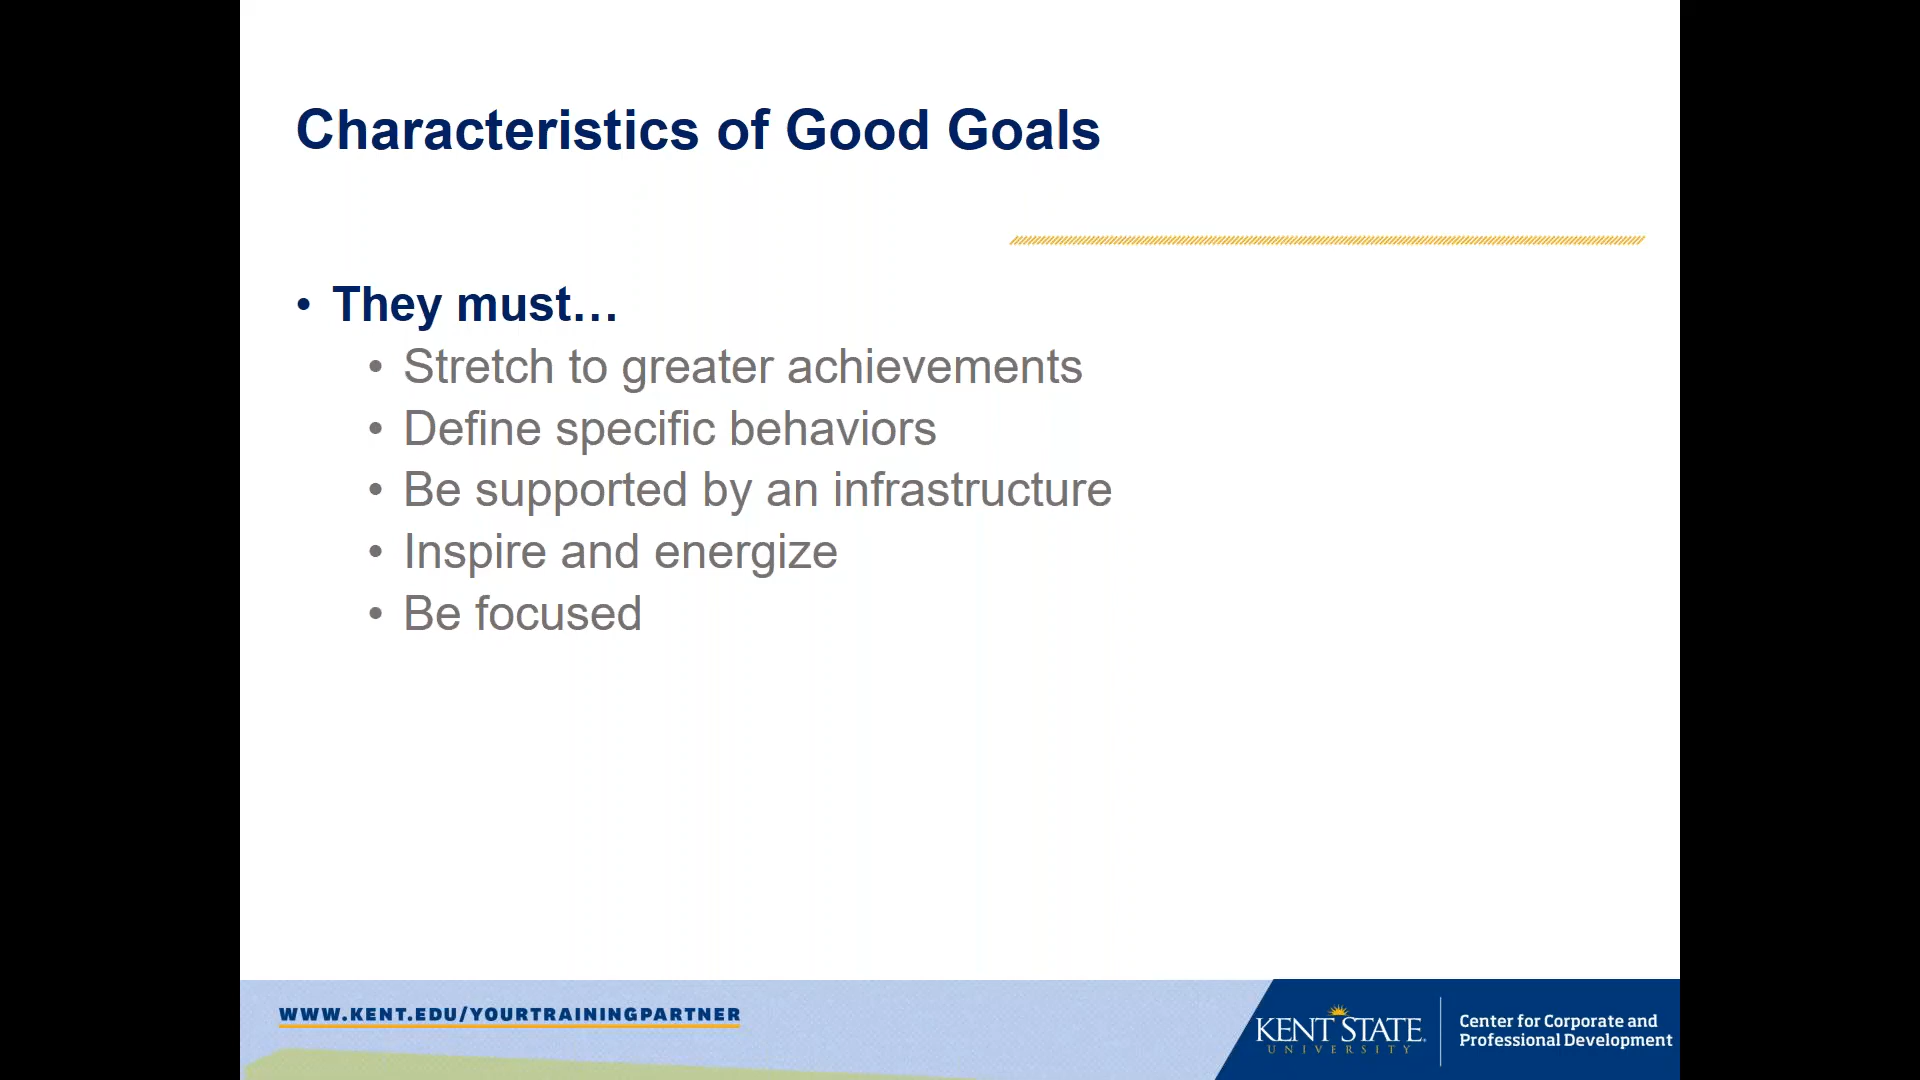 Characteristics of Good Goals
• They must…
• Stretch to greater achievements
• Define specific behaviors
• Be supported by an infrastructure
• Inspire and energize
• Be focused
WWW.KENT.EDU/YOURTRAININGPARTNER
KENT STATE
UNIVERSITY
Center for Corporate and
Professional Development